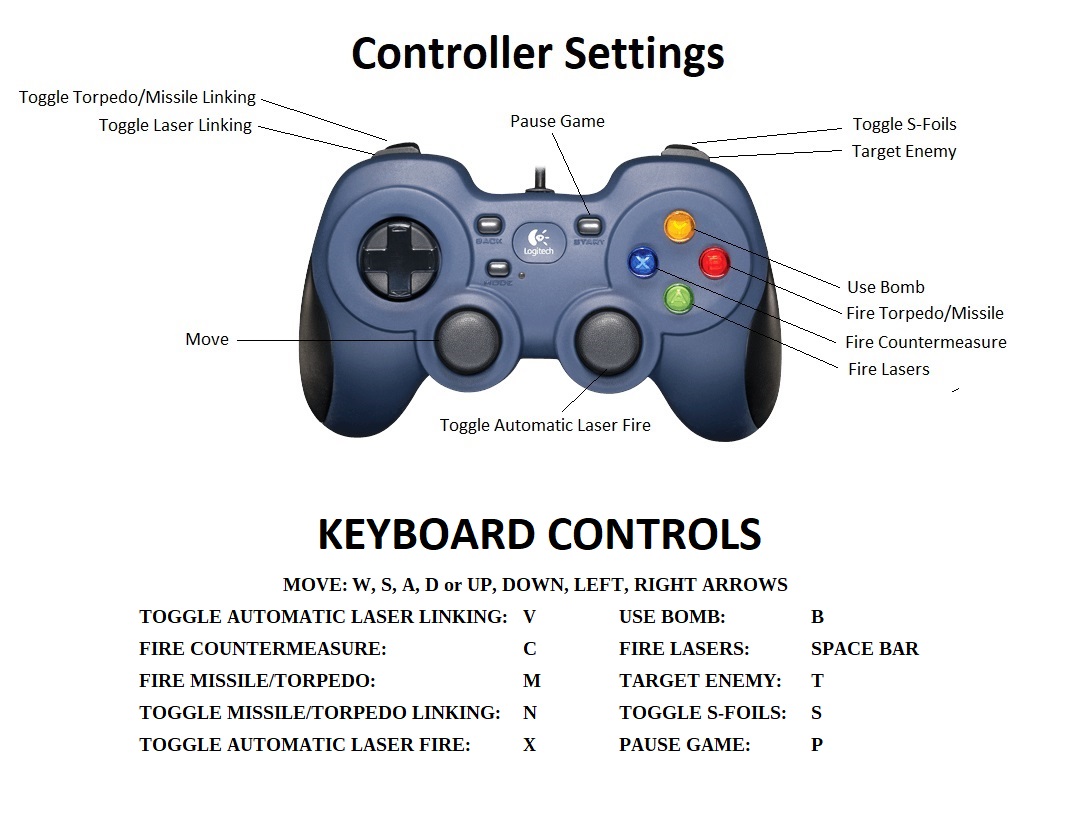 Controller Settings
Toggle Torpedo/Missile Linking
Toggle Laser Linking
Pause Game
Toggle S-Foils
Target Enemy
BACK
START
Logitech
MODE
X
B
A
Use Bomb
Fire Torpedo/Missile
Fire Countermeasure
Fire Lasers
Move
Toggle Automatic Laser Fire
KEYBOARD CONTROLS
MOVE: W, S, A, D or UP, DOWN, LEFT, RIGHT ARROWS
TOGGLE AUTOMATIC LASER LINKING: V USE BOMB: B
FIRE COUNTERMEASURE: C FIRE LASERS: SPACE BAR
FIRE MISSILE/TORPEDO: M TARGET ENEMY: T
TOGGLE MISSILE/TORPEDO LINKING: N TOGGLE S-FOILS: S
TOGGLE AUTOMATIC LASER FIRE: X PAUSE GAME: P